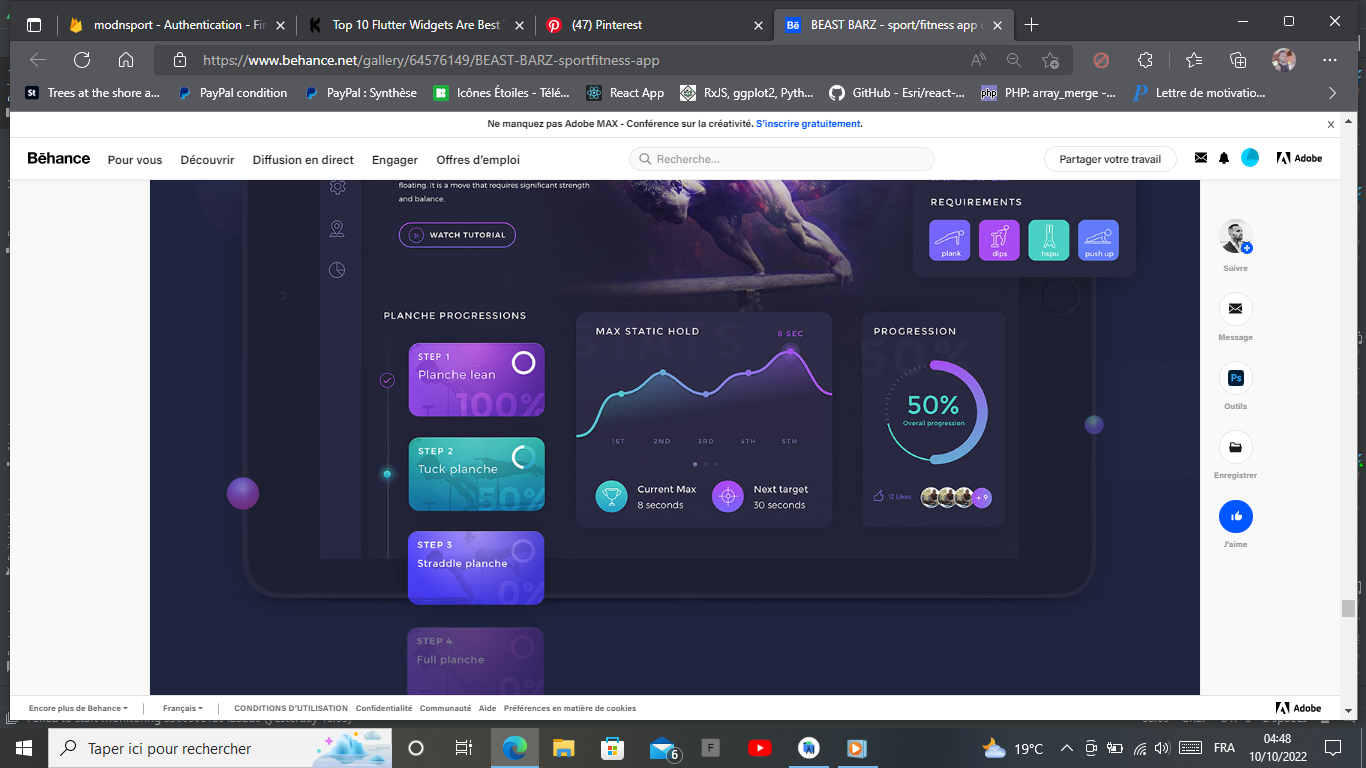 modnsport - Authentication - Fir
Top 10 Flutter Widgets Are Best
(47) Pinterest
BEAST BARZ - sport/fitness app
https://www.behance.net/gallery/64576149/BEAST-BARZ-sportfitness-app
Trees at the shore a...
PayPal condition
PayPal : Synthèse
Icônes Étoiles - Télé...
React App
RxJS, ggplot2, Pyth...
GitHub - Esri/react-...
PHP: array_merge -...
Lettre de motivatio...
Ne manquez pas Adobe MAX - Conférence sur la créativité. S'inscrire gratuitement.
Bēhance
Pour vous
Découvrir
Diffusion en direct
Engager
Offres d'emploi
Recherche...
Partager votre travail
Adobe
floating. It is a move that requires significant strength
and balance.
WATCH TUTORIAL
REQUIREMENTS
plank
dips
hspu
push up
PLANCHE PROGRESSIONS
STEP 1
Planche lean
100%
STEP 2
Tuck planche
50%
STEP 3
Straddle planche
0%
STEP 4
Full planche
0%
STATS
MAX STATIC HOLD
8 SEC
1ST
2ND
3RD
4TH
5TH
Current Max
8 seconds
Next target
30 seconds
PROGRESSION
50%
50%
Overall progression
12 Likes
+ 9
Suivre
Message
Ps
Outils
Enregistrer
J'aime
Encore plus de Behance
Français
CONDITIONS D'UTILISATION
Confidentialité
Communauté
Aide
Préférences en matière de cookies
Adobe
Taper ici pour rechercher
6
19°C
FRA
04:48
10/10/2022